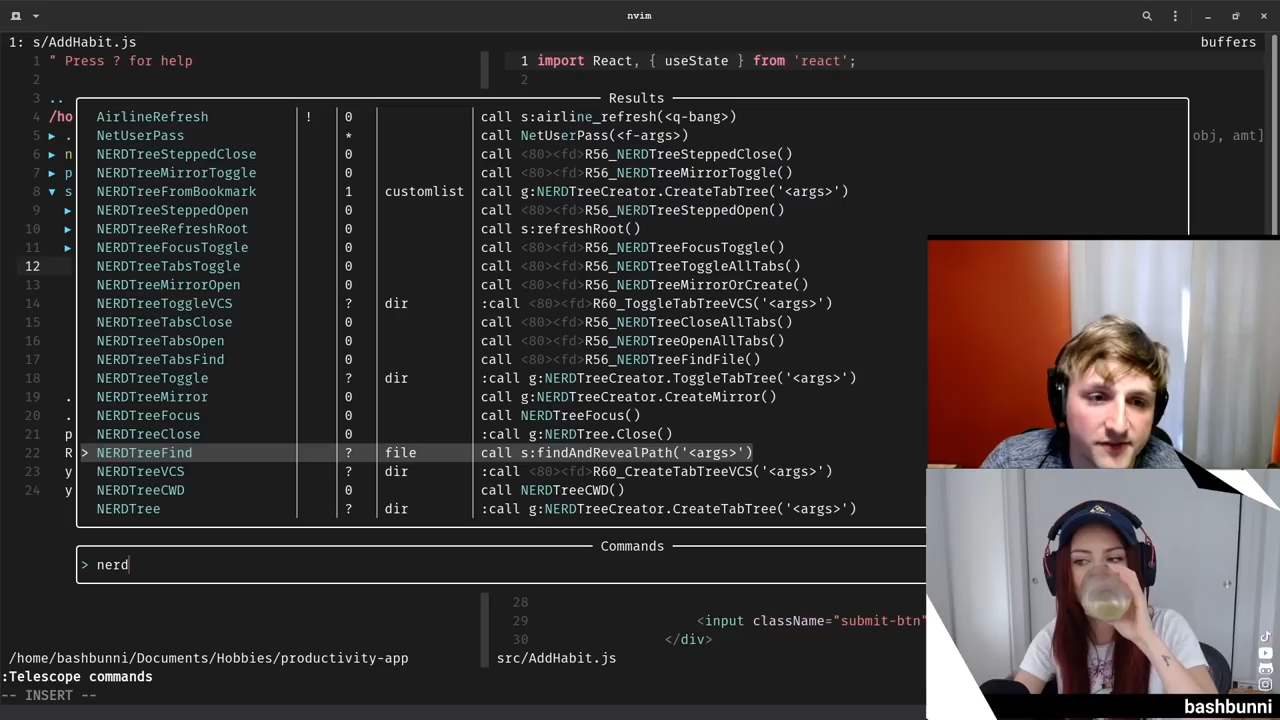 nvim
1: s/AddHabit.js buffers
1 " Press ? for help
2
3 ..
4 /ho
5 ▸ .
6 ▸ n
7 ▸ p
8 ▾ s
9 ▸
10 ▸
11 ▸
12
13
14
15
16
17
18
19 .
20 .
21 p
22 R
23 y
24 y
1 import React, { useState } from 'react';
2
obj, amt]
Results
AirlineRefresh ! 0 call s:airline_refresh(<q-bang>)
NetUserPass * call NetUserPass(<f-args>)
NERDTreeSteppedClose 0 call <80><fd>R56_NERDTreeSteppedClose()
NERDTreeMirrorToggle 0 call <80><fd>R56_NERDTreeMirrorToggle()
NERDTreeFromBookmark 1 customlist call g:NERDTreeCreator.CreateTabTree('<args>')
NERDTreeSteppedOpen 0 call <80><fd>R56_NERDTreeSteppedOpen()
NERDTreeRefreshRoot 0 call s:refreshRoot()
NERDTreeFocusToggle 0 call <80><fd>R56_NERDTreeFocusToggle()
NERDTreeTabsToggle 0 call <80><fd>R56_NERDTreeToggleAllTabs()
NERDTreeMirrorOpen 0 call <80><fd>R56_NERDTreeMirrorOrCreate()
NERDTreeToggleVCS ? dir :call <80><fd>R60_ToggleTabTreeVCS('<args>')
NERDTreeTabsClose 0 call <80><fd>R56_NERDTreeCloseAllTabs()
NERDTreeTabsOpen 0 call <80><fd>R56_NERDTreeOpenAllTabs()
NERDTreeTabsFind 0 call <80><fd>R56_NERDTreeFindFile()
NERDTreeToggle ? dir :call g:NERDTreeCreator.ToggleTabTree('<args>')
NERDTreeMirror 0 :call g:NERDTreeCreator.CreateMirror()
NERDTreeFocus 0 call NERDTreeFocus()
NERDTreeClose 0 :call g:NERDTree.Close()
> NERDTreeFind ? file call s:findAndRevealPath('<args>')
NERDTreeVCS ? dir :call <80><fd>R60_CreateTabTreeVCS('<args>')
NERDTreeCWD 0 call NERDTreeCWD()
NERDTree ? dir :call g:NERDTreeCreator.CreateTabTree('<args>')
Commands
> nerd
28
29 <input className="submit-btn"
30 </div>
/home/bashbunni/Documents/Hobbies/productivity-app src/AddHabit.js
:Telescope commands
-- INSERT --
bashbunni